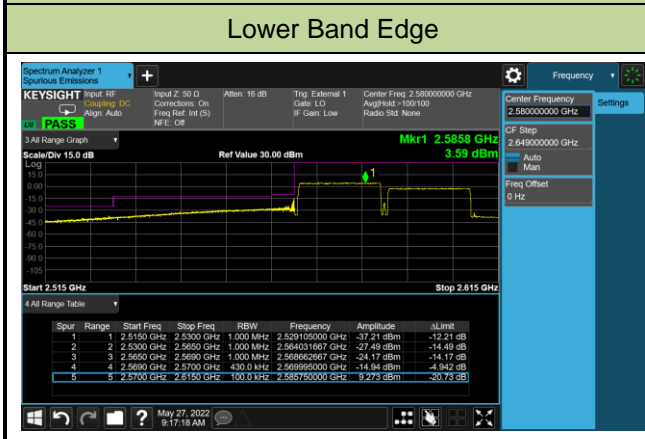 Lower Band Edge
Spectrum Analyzer 1
Spurious Emissions
Frequency
KEYSIGHT
Input: RF
Coupling: DC
Align: Auto
Input Z: 50 Ω
Corrections: On
Freq Ref: Int (S)
NFE: Off
Atten: 16 dB
Trig: External 1
Gate: LO
IF Gain: Low
Center Freq: 2.580000000 GHz
Avg|Hold:>100/100
Radio Std: None
PASS
Center Frequency
2.580000000 GHz
Settings
CF Step
2.649000000 GHz
Auto
Man
Freq Offset
0 Hz
3 All Range Graph
Mkr1 2.5858 GHz
Scale/Div 15.0 dB
Ref Value 30.00 dBm
3.59 dBm
Log
15.0
0.00
-15.0
-30.0
-45.0
-60.0
-75.0
-90.0
-105
1
Start 2.515 GHz
Stop 2.615 GHz
4 All Range Table
Spur Range Start Freq Stop Freq RBW Frequency Amplitude ΔLimit
1 1 2.5150 GHz 2.5300 GHz 1.000 MHz 2.529105000 GHz -37.21 dBm -12.21 dB
2 2 2.5300 GHz 2.5650 GHz 1.000 MHz 2.564031667 GHz -27.49 dBm -14.49 dB
3 3 2.5650 GHz 2.5690 GHz 1.000 MHz 2.568662667 GHz -24.17 dBm -14.17 dB
4 4 2.5690 GHz 2.5700 GHz 430.0 kHz 2.569995000 GHz -14.94 dBm -4.942 dB
5 5 2.5700 GHz 2.6150 GHz 100.0 kHz 2.585750000 GHz 9.273 dBm -20.73 dB
May 27, 2022
9:17:18 AM